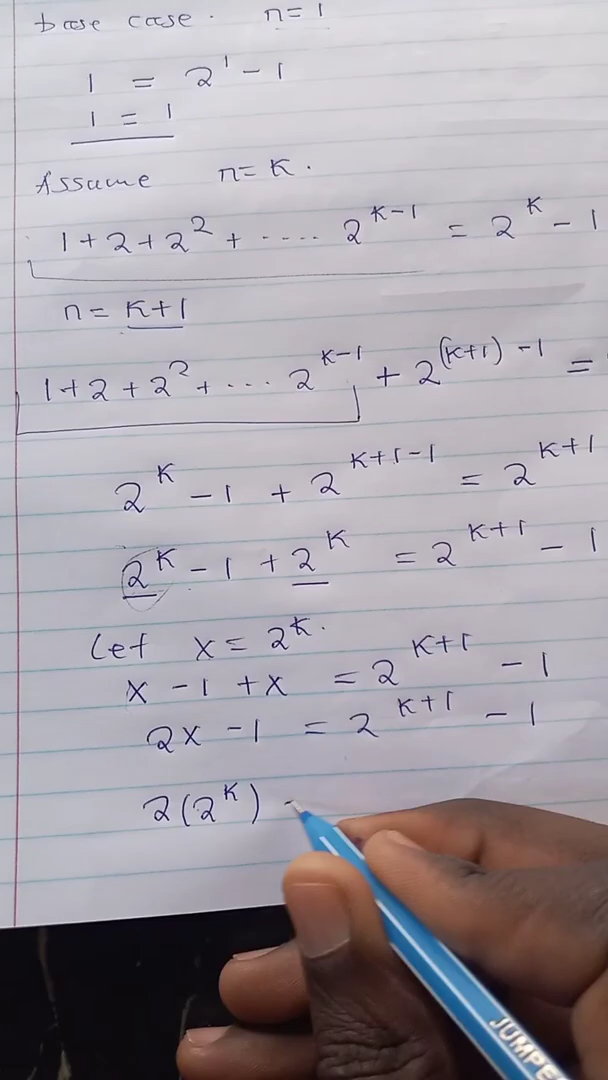 base case. n=1
1 = 2¹ - 1
1 = 1
Assume n=K.
1+2+2²+ ···· 2^(K-1) = 2^K - 1
n= K+1
1+2+2²+ ··· 2^(K-1) + 2^((K+1)-1) =
2^K - 1 + 2^(K+1-1) = 2^(K+1)
2^K - 1 + 2^K = 2^(K+1) - 1
Let x = 2^K.
x - 1 + x = 2^(K+1) - 1
2x - 1 = 2^(K+1) - 1
2(2^K) -
JUMPE